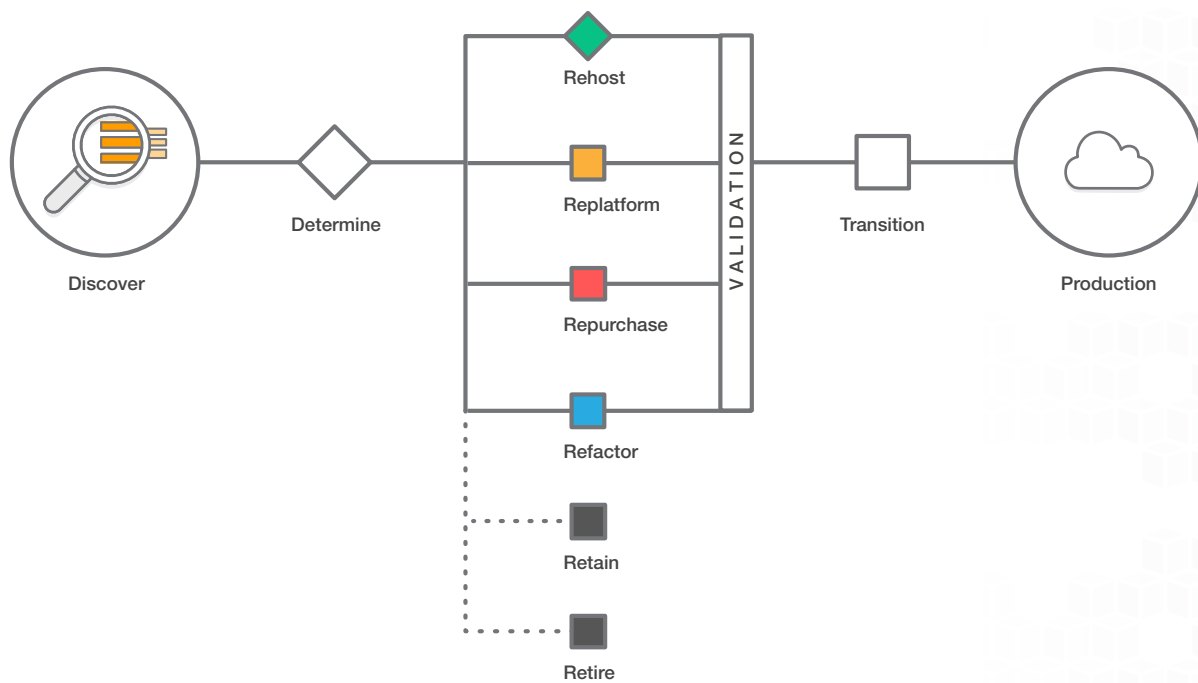 Rehost
VALIDATION
Replatform
Determine
Transition
Discover
Production
Repurchase
Refactor
Retain
Retire